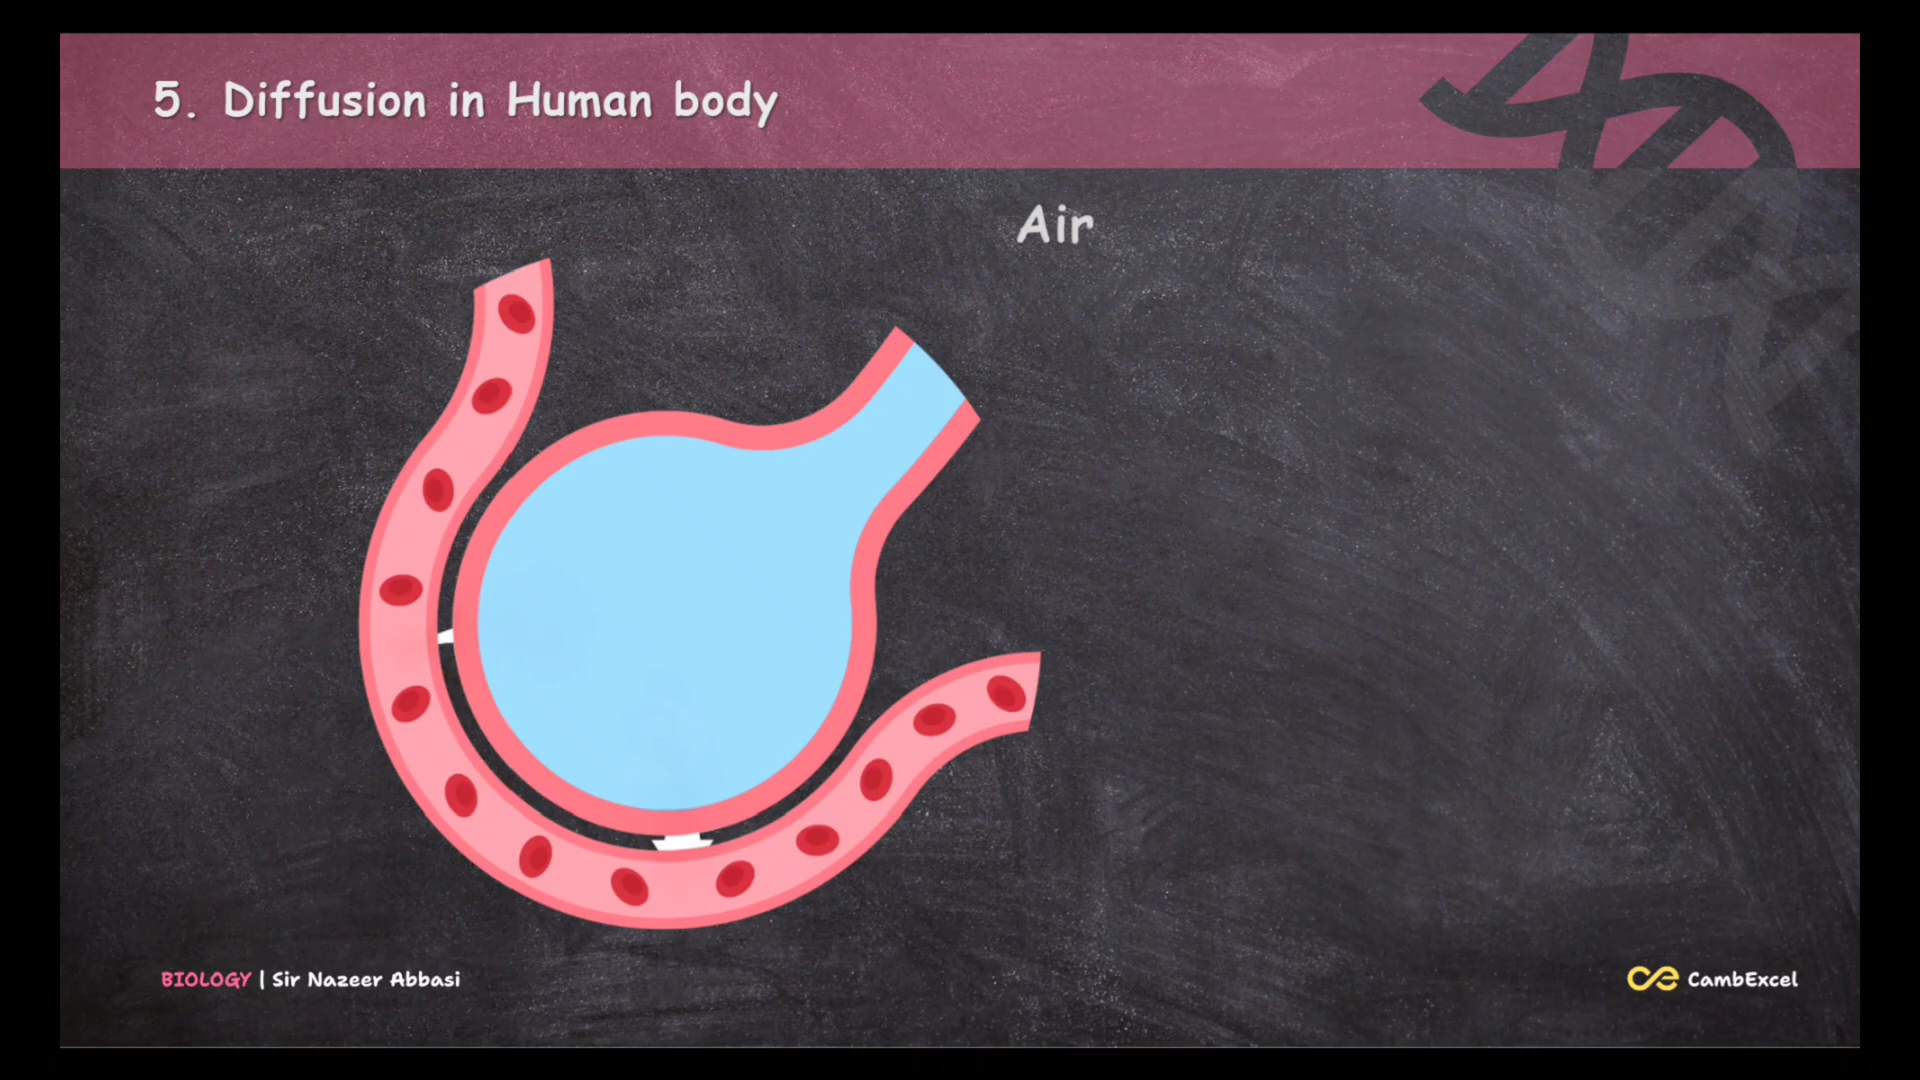 5. Diffusion in Human body
Air
BIOLOGY | Sir Nazeer Abbasi
CambExcel